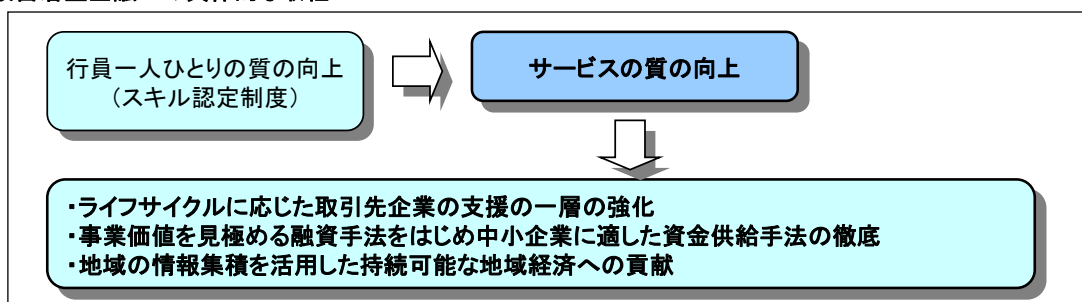 行員一人ひとりの質の向上
（スキル認定制度）
サービスの質の向上
・ライフサイクルに応じた取引先企業の支援の一層の強化
・事業価値を見極める融資手法をはじめ中小企業に適した資金供給手法の徹底
・地域の情報集積を活用した持続可能な地域経済への貢献